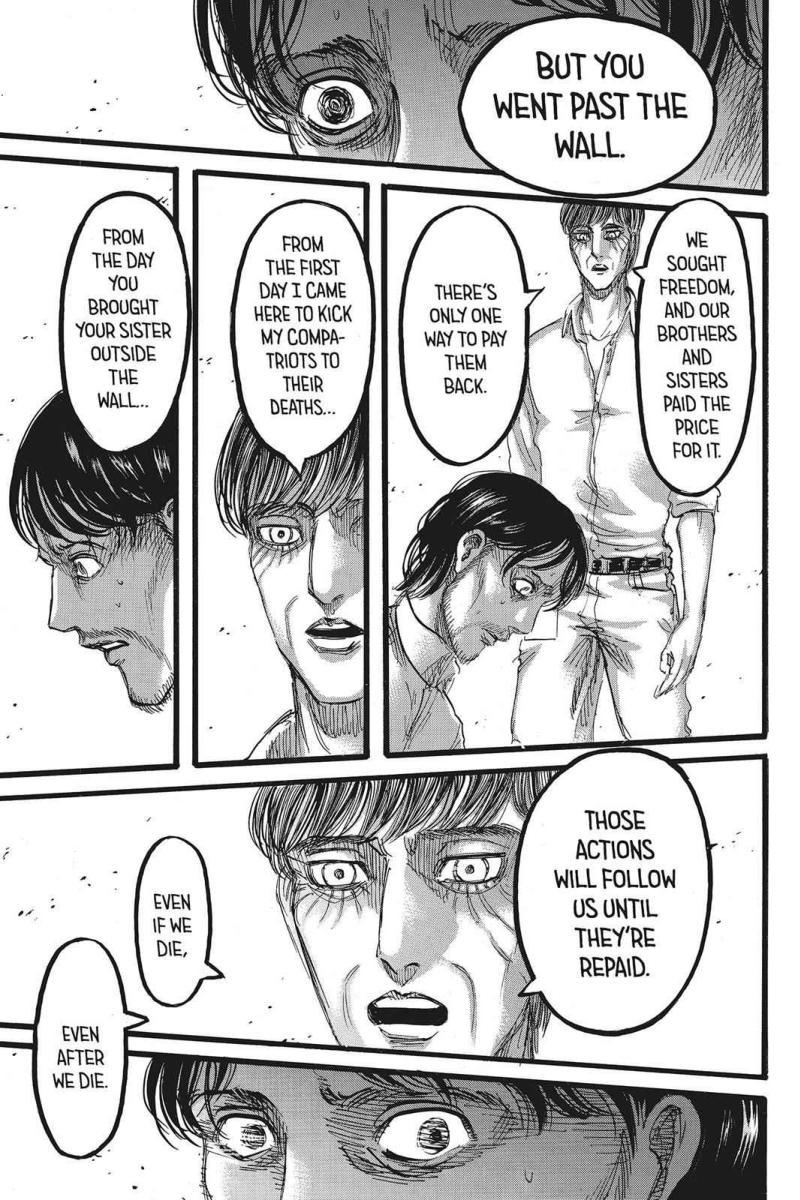 BUT YOU
WENT PAST THE
WALL.
WE
SOUGHT
FREEDOM,
AND OUR
BROTHERS
AND
SISTERS
PAID THE
PRICE
FOR IT.
THERE'S
ONLY ONE
WAY TO PAY
THEM
BACK.
FROM
THE FIRST
DAY I CAME
HERE TO KICK
MY COMPA-
TRIOTS TO
THEIR
DEATHS...
FROM
THE DAY
YOU
BROUGHT
YOUR SISTER
OUTSIDE
THE
WALL...
THOSE
ACTIONS
WILL FOLLOW
US UNTIL
THEY'RE
REPAID.
EVEN
IF WE
DIE,
EVEN
AFTER
WE DIE.